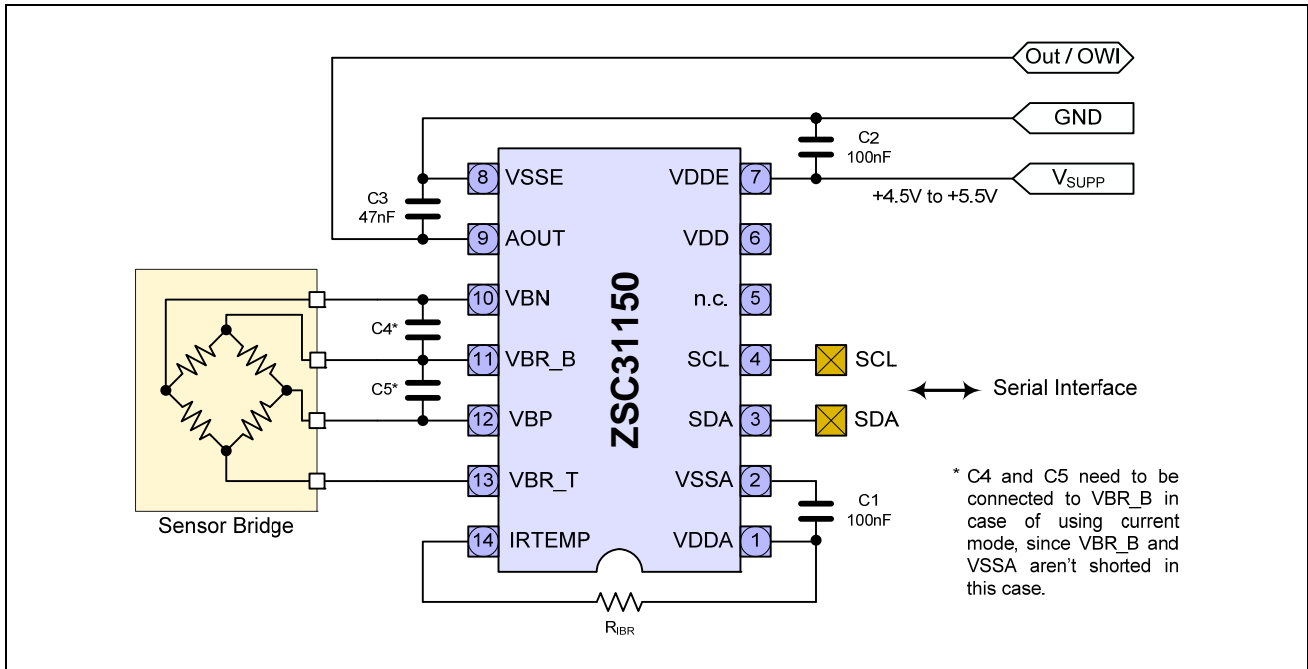 Out / OWI
GND
C2
100nF
V_SUPP
+4.5V to +5.5V
8 VSSE
VDDE 7
C3
47nF
9 AOUT
VDD 6
10 VBN
n.c. 5
C4*
11 VBR_B
SCL 4
SCL
C5*
Serial Interface
12 VBP
SDA 3
SDA
13 VBR_T
VSSA 2
C1
100nF
14 IRTEMP
VDDA 1
ZSC31150
Sensor Bridge
R_IBR
* C4 and C5 need to be
connected to VBR_B in
case of using current
mode, since VBR_B and
VSSA aren't shorted in
this case.